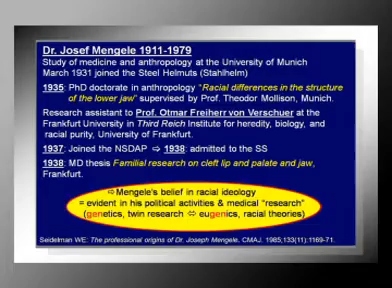 Dr. Josef Mengele 1911-1979
Study of medicine and anthropology at the University of Munich
March 1931 joined the Steel Helmuts (Stahlhelm)
1935: PhD doctorate in anthropology “Racial differences in the structure
of the lower jaw” supervised by Prof. Theodor Mollison, Munich.
Research assistant to Prof. Otmar Freiherr von Verschuer at the
Frankfurt University in Third Reich Institute for heredity, biology, and
racial purity, University of Frankfurt.
1937: Joined the NSDAP ⇨ 1938: admitted to the SS
1938: MD thesis Familial research on cleft lip and palate and jaw,
Frankfurt.
⇨Mengele's belief in racial ideology
= evident in his political activities & medical “research”
(genetics, twin research ⇔ eugenics, racial theories)
Seidelman WE: The professional origins of Dr. Joseph Mengele. CMAJ. 1985;133(11):1169-71.